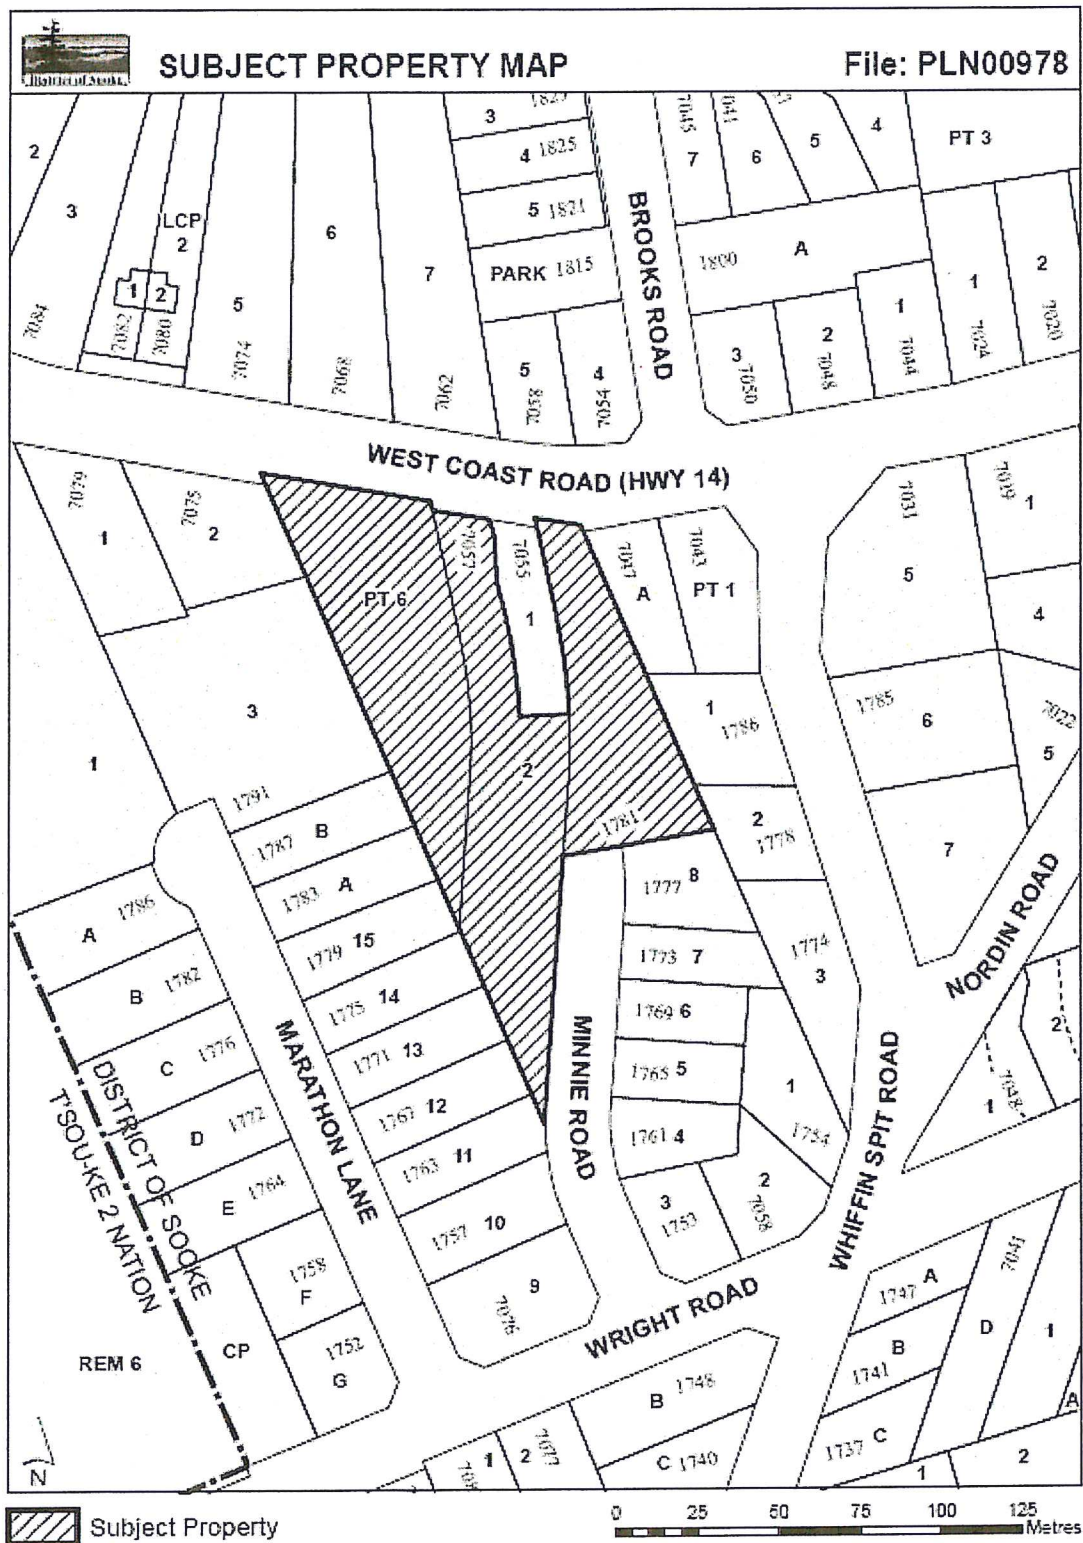 District of Sooke
SUBJECT PROPERTY MAP
File: PLN00978
2
3
LCP
2
1
2
7084
7082
7080
5
7074
6
7068
7
7062
3
4 1825
5 1821
PARK 1815
5
7058
4
7054
BROOKS ROAD
7045
7
7041
6
5
4
PT 3
1800
A
3
7050
2
7048
1
7044
1
7024
2
7020
WEST COAST ROAD (HWY 14)
7079
1
7075
2
PT 6
7057
7055
1
7047
A
7043
PT 1
7031
5
7019
1
4
3
1
2
1781
1
1786
2
1778
1785
6
7022
5
7
1791
1787 B
1783 A
1779 15
1775 14
1771 13
1767 12
1763 11
1757 10
9
7076
A 1786
B 1782
C 1776
D 1772
E 1764
1758
F
1752
G
CP
MARATHON LANE
DISTRICT OF SOOKE
T'SOU-KE 2 NATION
REM 6
MINNIE ROAD
1777 8
1773 7
1769 6
1765 5
1761 4
3
1753
2
7058
1774
3
1
1754
WHIFFIN SPIT ROAD
NORDIN ROAD
2
1
7048
WRIGHT ROAD
B 1748
C 1740
1
2
7077
A
1747
B
1741
1737 C
7041
D
1
A
1
2
N
Subject Property
0 25 50 75 100 125
Metres